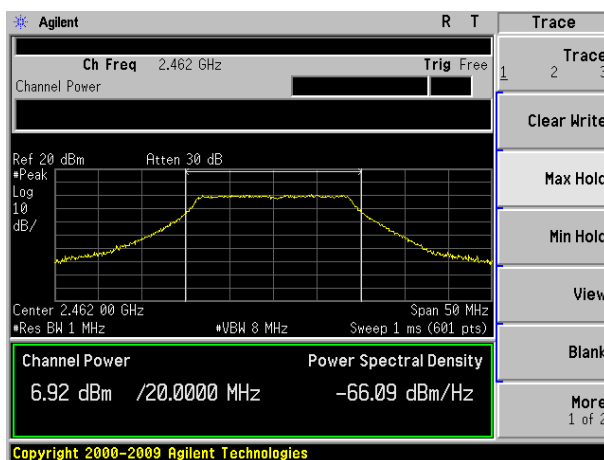 Agilent R T Trace
Ch Freq 2.462 GHz Trig Free
Channel Power
Trace
1 2 3
Clear Write
Max Hold
Min Hold
View
Blank
More
1 of 2
Ref 20 dBm Atten 30 dB
#Peak
Log
10
dB/
Center 2.462 00 GHz Span 50 MHz
#Res BW 1 MHz #VBW 8 MHz Sweep 1 ms (601 pts)
Channel Power Power Spectral Density
6.92 dBm /20.0000 MHz -66.09 dBm/Hz
Copyright 2000-2009 Agilent Technologies